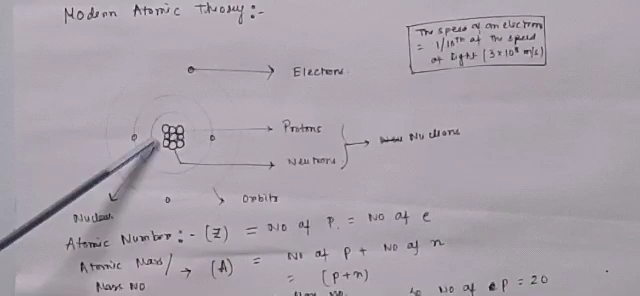 Modern Atomic Theory:-
The speed of an electron
= 1/10th of the speed
of light (3×10⁸ m/s)
Electrons
Protons
Nucleons
Neutrons
Orbits
Nucleus
Atomic Number:- (Z) = No of P = No of e
Atomic Mass/ → (A) = No of P + No of n
Mass No = (p+n)
No of P = 20